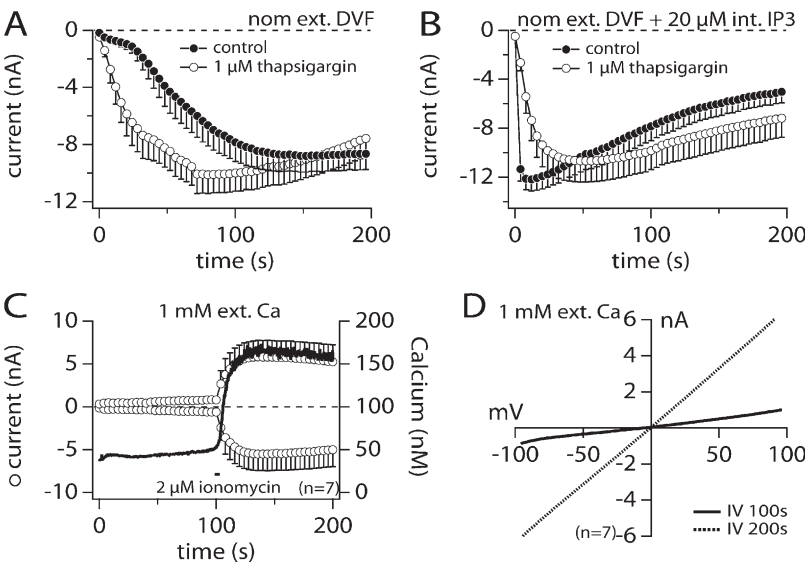 A
nom ext. DVF
control
1 µM thapsigargin
current (nA)
0
-4
-8
-12
0
100
200
time (s)
B
nom ext. DVF + 20 µM int. IP3
control
1 µM thapsigargin
current (nA)
0
-4
-8
-12
0
100
200
time (s)
C
1 mM ext. Ca
current (nA)
10
5
0
-5
-10
200
150
100
50
0
Calcium (nM)
2 µM ionomycin (n=7)
0
100
200
time (s)
D
1 mM ext. Ca
nA
6
4
2
-2
-4
-6
mV
-100
-50
50
100
(n=7)
IV 100s
IV 200s